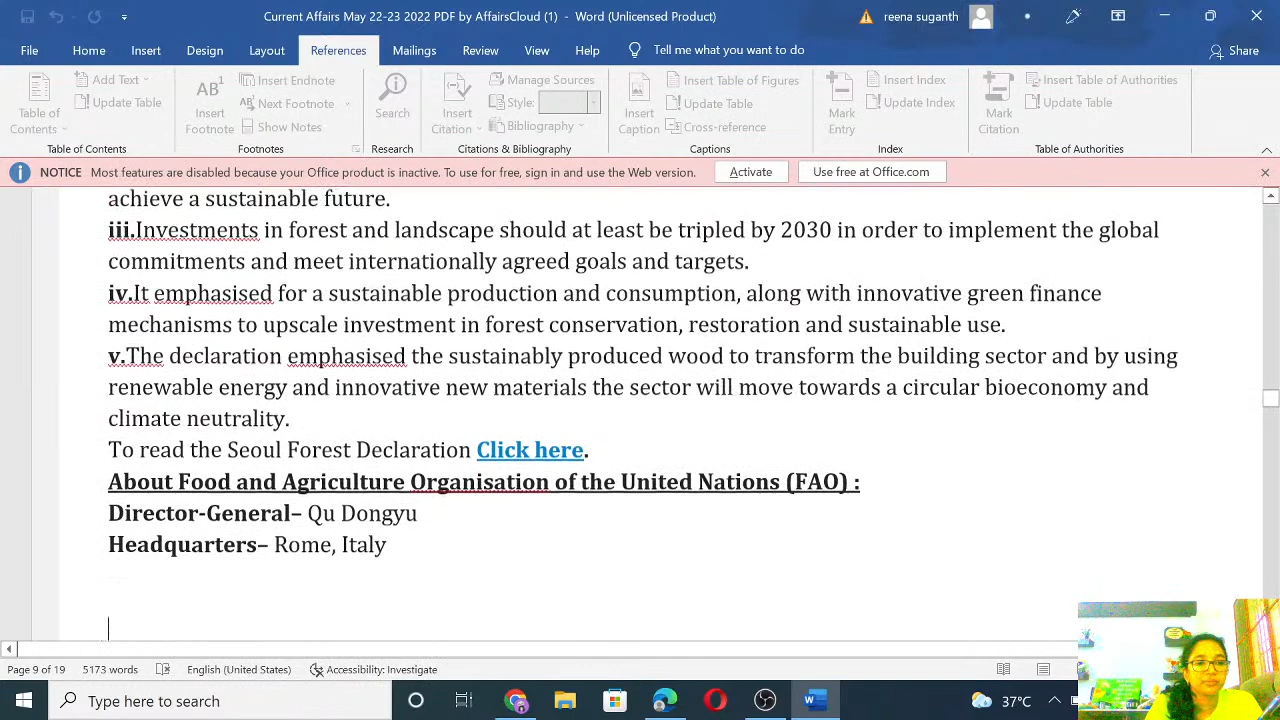 Current Affairs May 22-23 2022 PDF by AffairsCloud (1) - Word (Unlicensed Product)
reena suganth
File Home Insert Design Layout References Mailings Review View Help Tell me what you want to do Share
Table of Contents
Add Text
Update Table
Table of Contents
AB¹
Insert Footnote
Insert Endnote
Next Footnote
Show Notes
Footnotes
Search
Research
Insert Citation
Manage Sources
Style:
Bibliography
Citations & Bibliography
Insert Caption
Insert Table of Figures
Update Table
Cross-reference
Captions
Mark Entry
Insert Index
Update Index
Index
Mark Citation
Insert Table of Authorities
Update Table
Table of Authorities
NOTICE Most features are disabled because your Office product is inactive. To use for free, sign in and use the Web version. Activate Use free at Office.com
achieve a sustainable future.
iii.Investments in forest and landscape should at least be tripled by 2030 in order to implement the global
commitments and meet internationally agreed goals and targets.
iv.It emphasised for a sustainable production and consumption, along with innovative green finance
mechanisms to upscale investment in forest conservation, restoration and sustainable use.
v.The declaration emphasised the sustainably produced wood to transform the building sector and by using
renewable energy and innovative new materials the sector will move towards a circular bioeconomy and
climate neutrality.
To read the Seoul Forest Declaration Click here.
About Food and Agriculture Organisation of the United Nations (FAO) :
Director-General– Qu Dongyu
Headquarters– Rome, Italy
Page 9 of 19 5173 words English (United States) Accessibility: Investigate
Type here to search
37°C